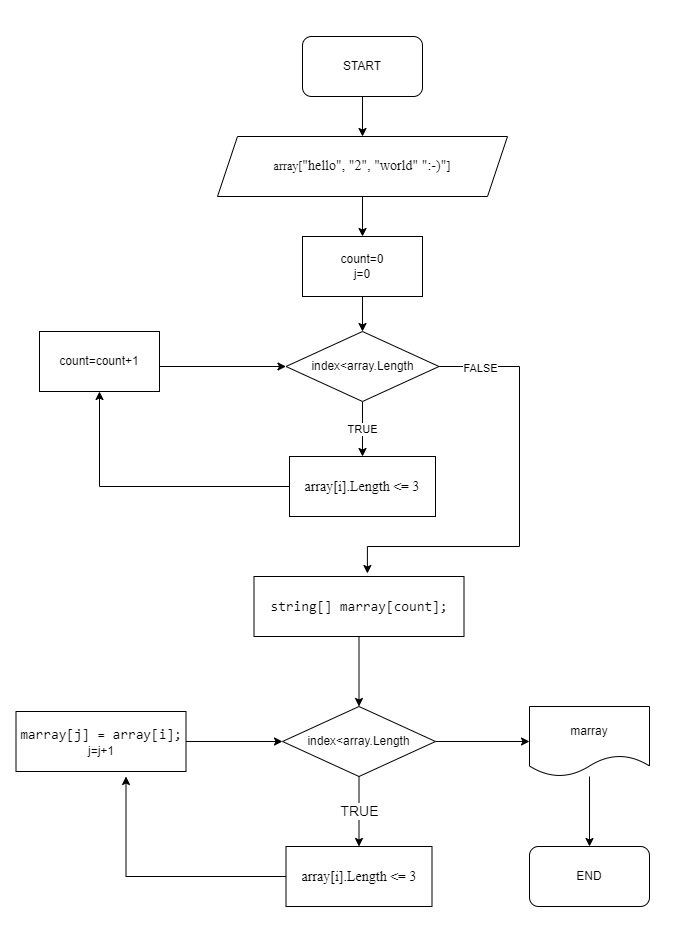 START
array["hello", "2", "world" ":-)"]
count=0
j=0
count=count+1
index<array.Length
FALSE
TRUE
array[i].Length <= 3
string[] marray[count];
marray[j] = array[i];
j=j+1
index<array.Length
marray
TRUE
array[i].Length <= 3
END